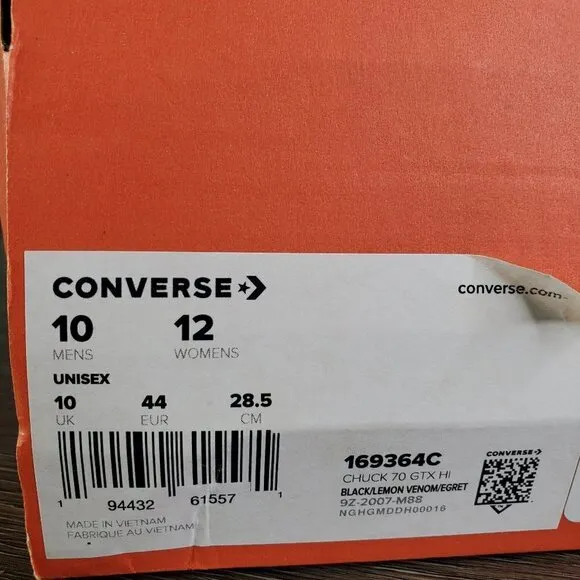 CONVERSE
converse.com
10 12
MENS WOMENS
UNISEX
10 44 28.5
UK EUR CM
1 94432 61557 1
MADE IN VIETNAM
FABRIQUE AU VIETNAM
169364C
CHUCK 70 GTX HI
BLACK/LEMON VENOM/EGRET
9Z-2007-M88
NGHGMDDH00016
CONVERSE